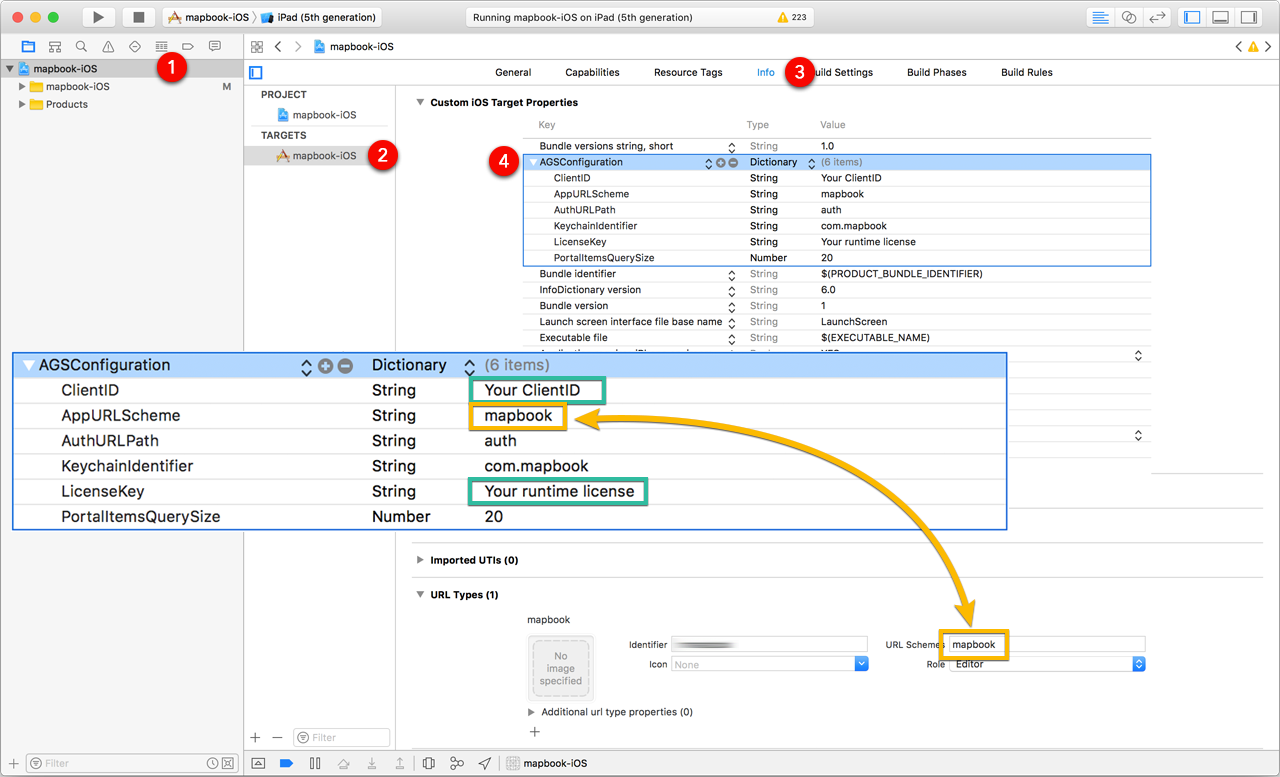 mapbook-iOS iPad (5th generation)
Running mapbook-iOS on iPad (5th generation) 223
mapbook-iOS
mapbook-iOS
1
mapbook-iOS M
Products
General Capabilities Resource Tags Info 3 uild Settings Build Phases Build Rules
PROJECT
mapbook-iOS
TARGETS
mapbook-iOS 2
Custom iOS Target Properties
Key Type Value
Bundle versions string, short String 1.0
4
AGSConfiguration Dictionary (6 items)
ClientID String Your ClientID
AppURLScheme String mapbook
AuthURLPath String auth
KeychainIdentifier String com.mapbook
LicenseKey String Your runtime license
PortalItemsQuerySize Number 20
Bundle identifier String $(PRODUCT_BUNDLE_IDENTIFIER)
InfoDictionary version String 6.0
Bundle version String 1
Launch screen interface file base name String LaunchScreen
Executable file String $(EXECUTABLE_NAME)
AGSConfiguration Dictionary (6 items)
ClientID String Your ClientID
AppURLScheme String mapbook
AuthURLPath String auth
KeychainIdentifier String com.mapbook
LicenseKey String Your runtime license
PortalItemsQuerySize Number 20
Imported UTIs (0)
URL Types (1)
mapbook
No
image
specified
Identifier
URL Schemes mapbook
Icon None
Role Editor
Additional url type properties (0)
Filter
Filter
mapbook-iOS